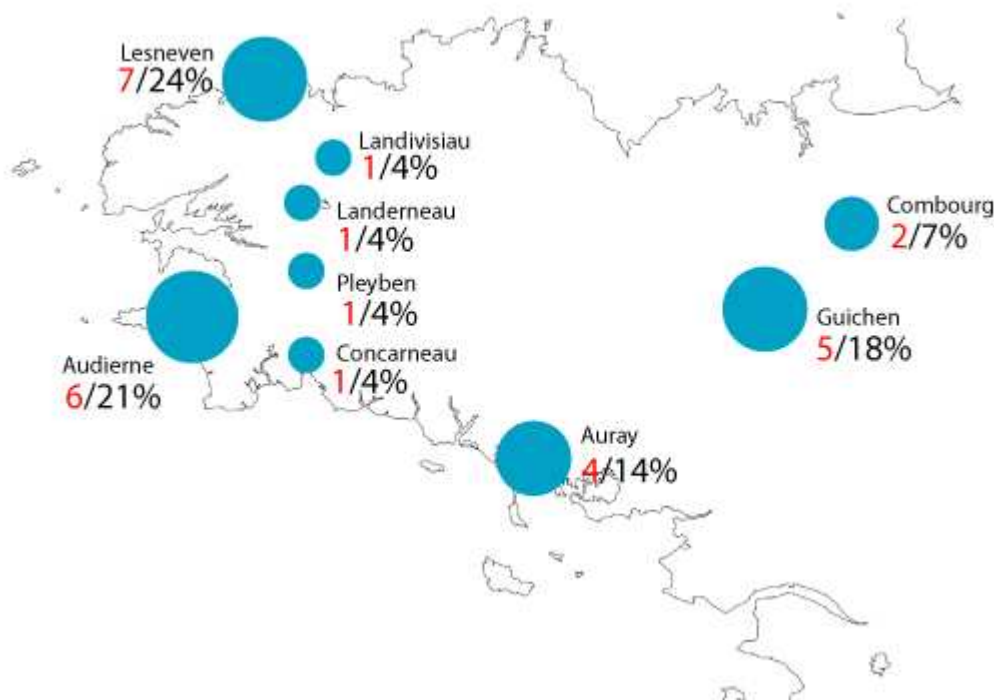 Lesneven
7/24%
Landivisiau
1/4%
Landerneau
1/4%
Combourg
2/7%
Pleyben
1/4%
Guichen
5/18%
Audierne
6/21%
Concarneau
1/4%
Auray
4/14%